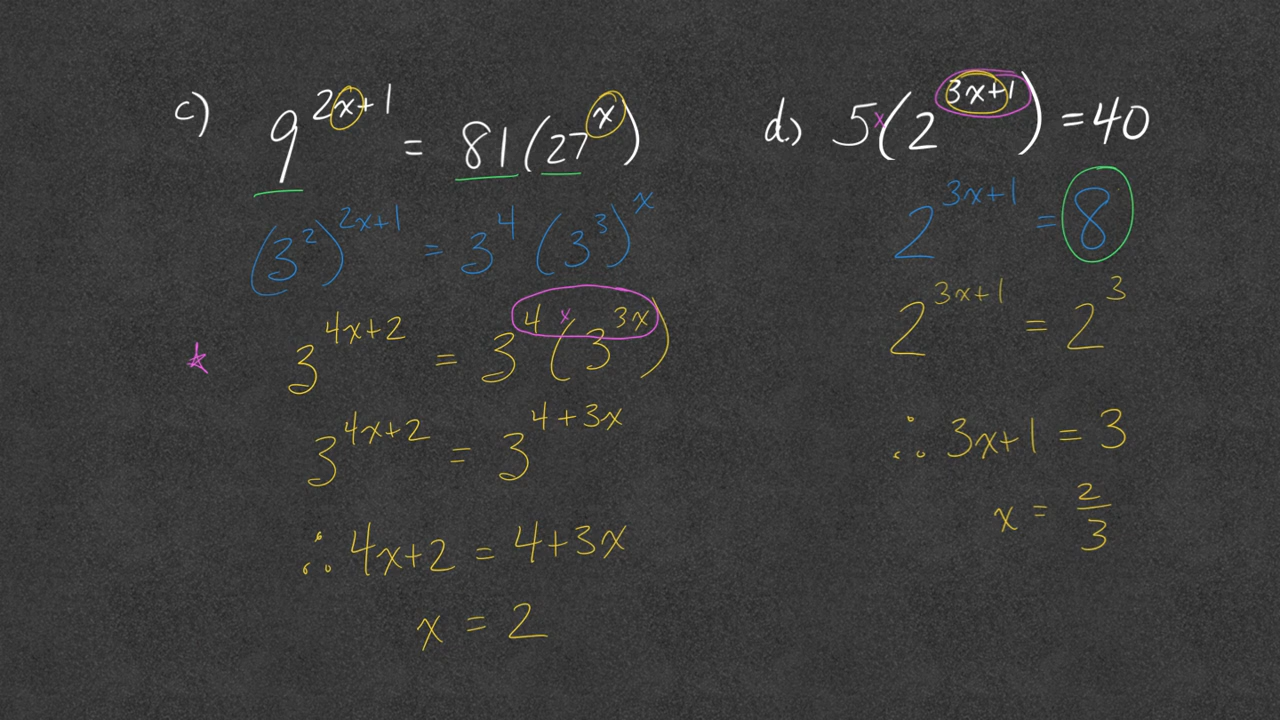 c) 9^{2x+1} = 81(27^x)
(3^2)^{2x+1} = 3^4 (3^3)^x
☆ 3^{4x+2} = 3^4 ×(3^{3x})
3^{4x+2} = 3^{4+3x}
∴ 4x+2 = 4+3x
x = 2
d.) 5×(2^{3x+1}) = 40
2^{3x+1} = 8
2^{3x+1} = 2^3
∴ 3x+1 = 3
x = 2/3